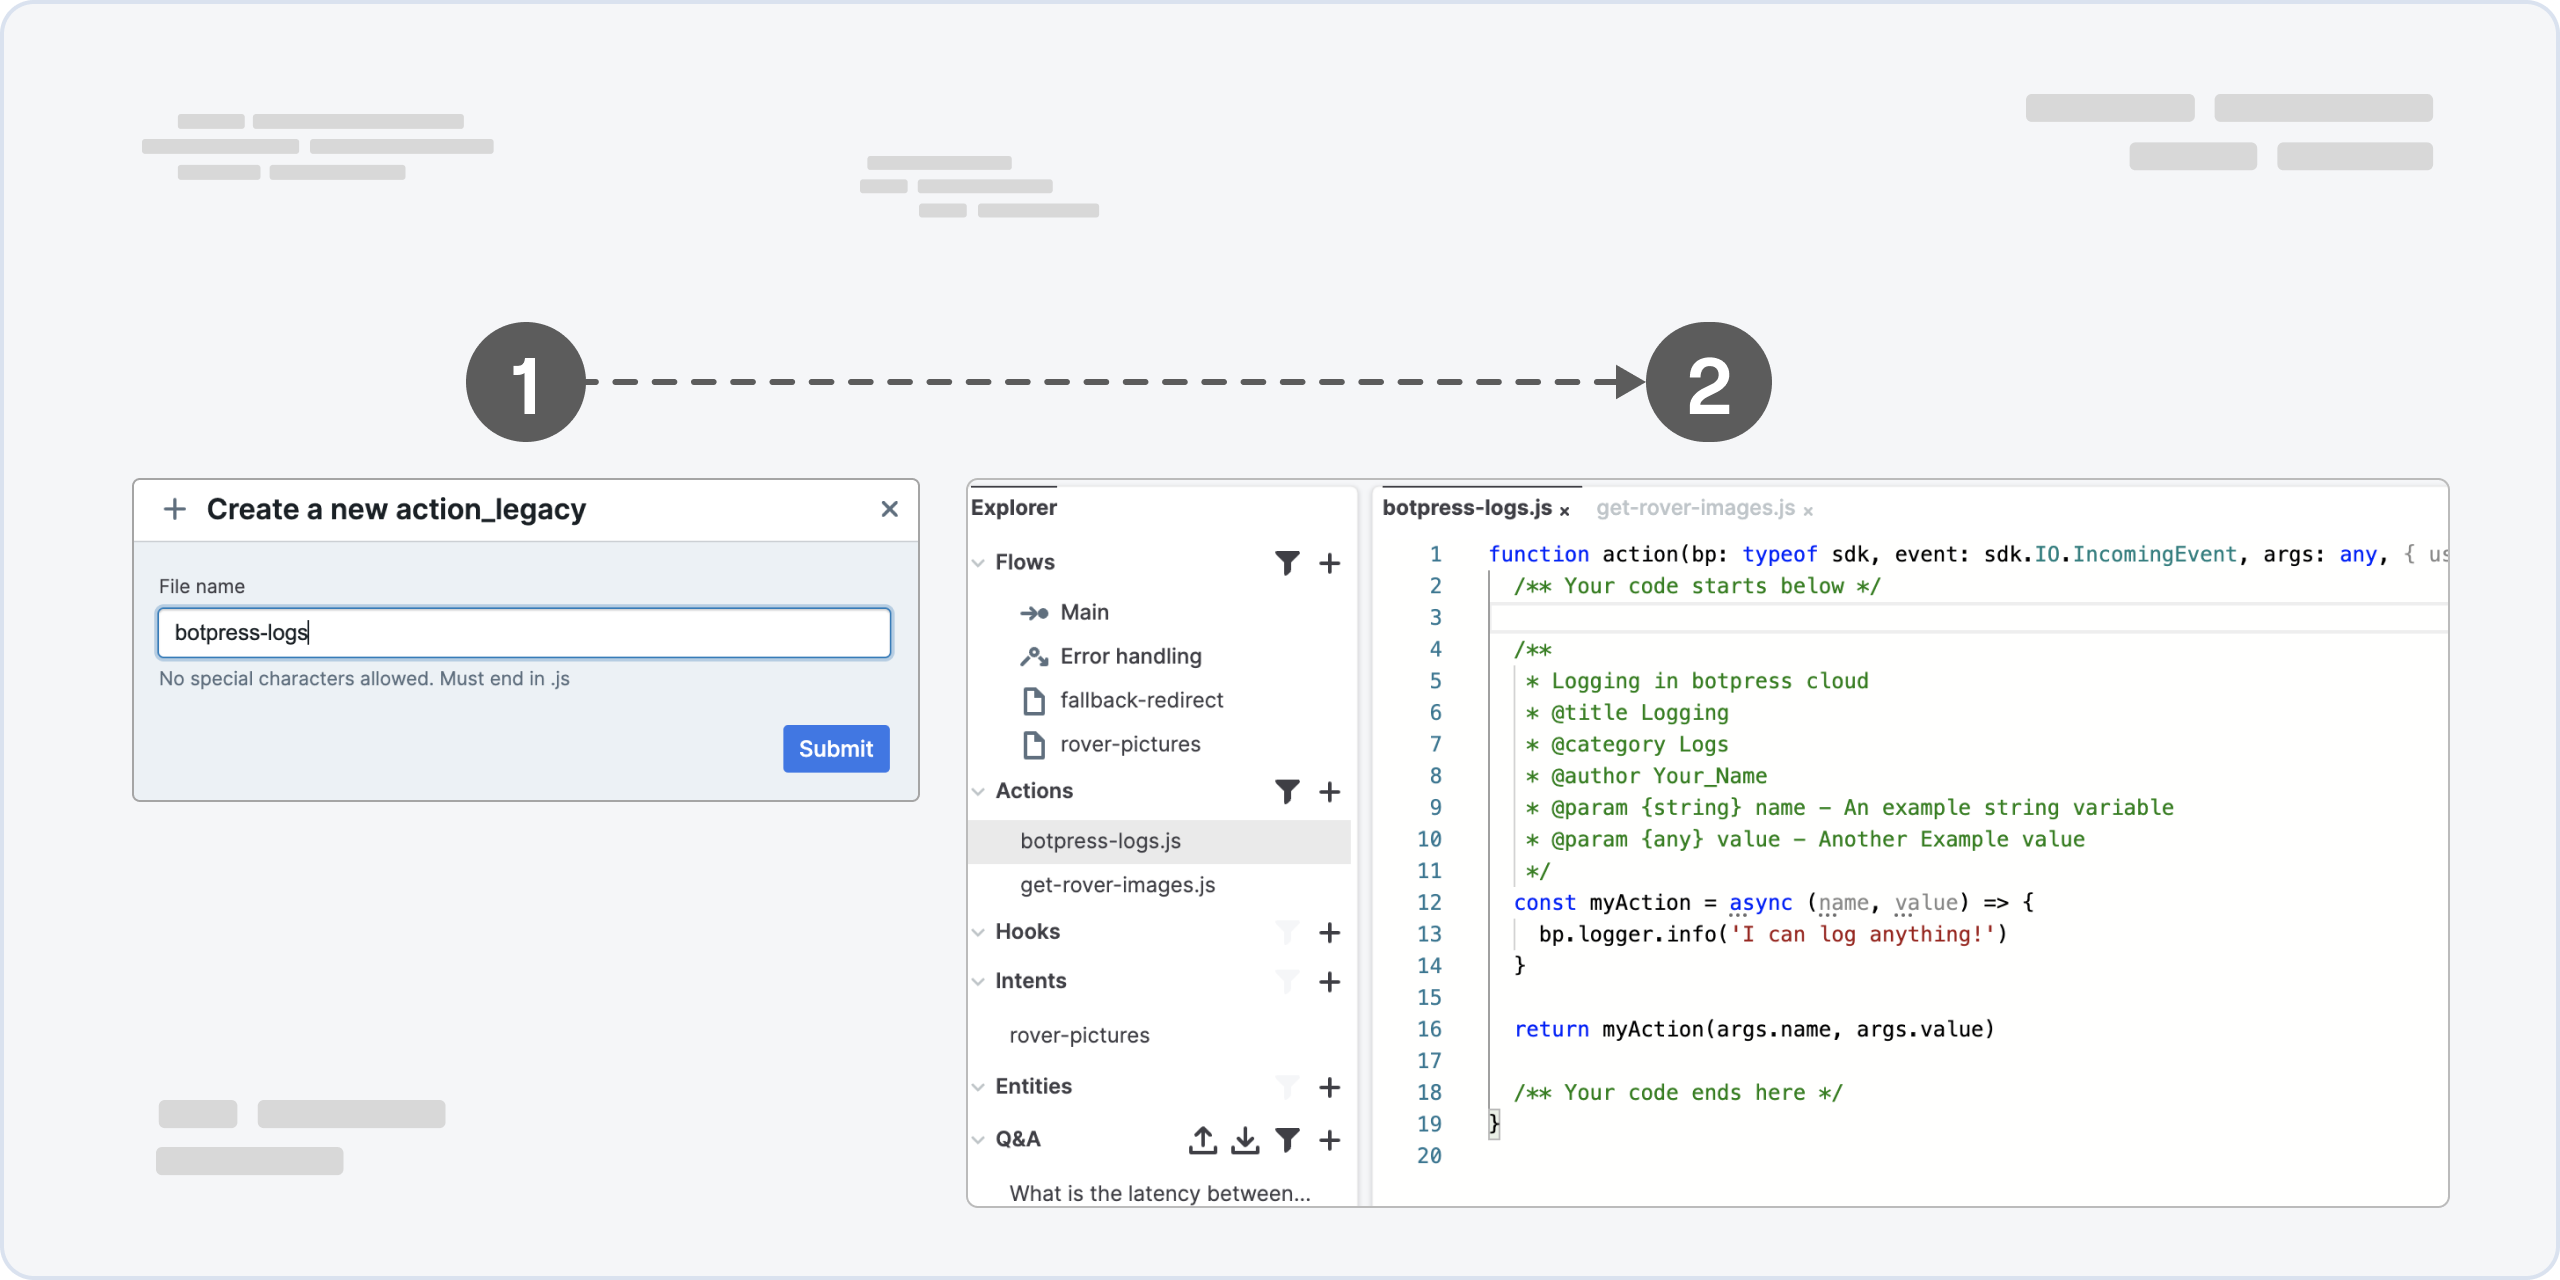 1
2
Create a new action_legacy
File name
botpress-logs
No special characters allowed. Must end in .js
Submit
Explorer
Flows
Main
Error handling
fallback-redirect
rover-pictures
Actions
botpress-logs.js
get-rover-images.js
Hooks
Intents
rover-pictures
Entities
Q&A
What is the latency between...
botpress-logs.js × get-rover-images.js ×
1 function action(bp: typeof sdk, event: sdk.IO.IncomingEvent, args: any, { us
2 /** Your code starts below */
3
4 /**
5 * Logging in botpress cloud
6 * @title Logging
7 * @category Logs
8 * @author Your_Name
9 * @param {string} name - An example string variable
10 * @param {any} value - Another Example value
11 */
12 const myAction = async (name, value) => {
13 bp.logger.info('I can log anything!')
14 }
15
16 return myAction(args.name, args.value)
17
18 /** Your code ends here */
19 }
20